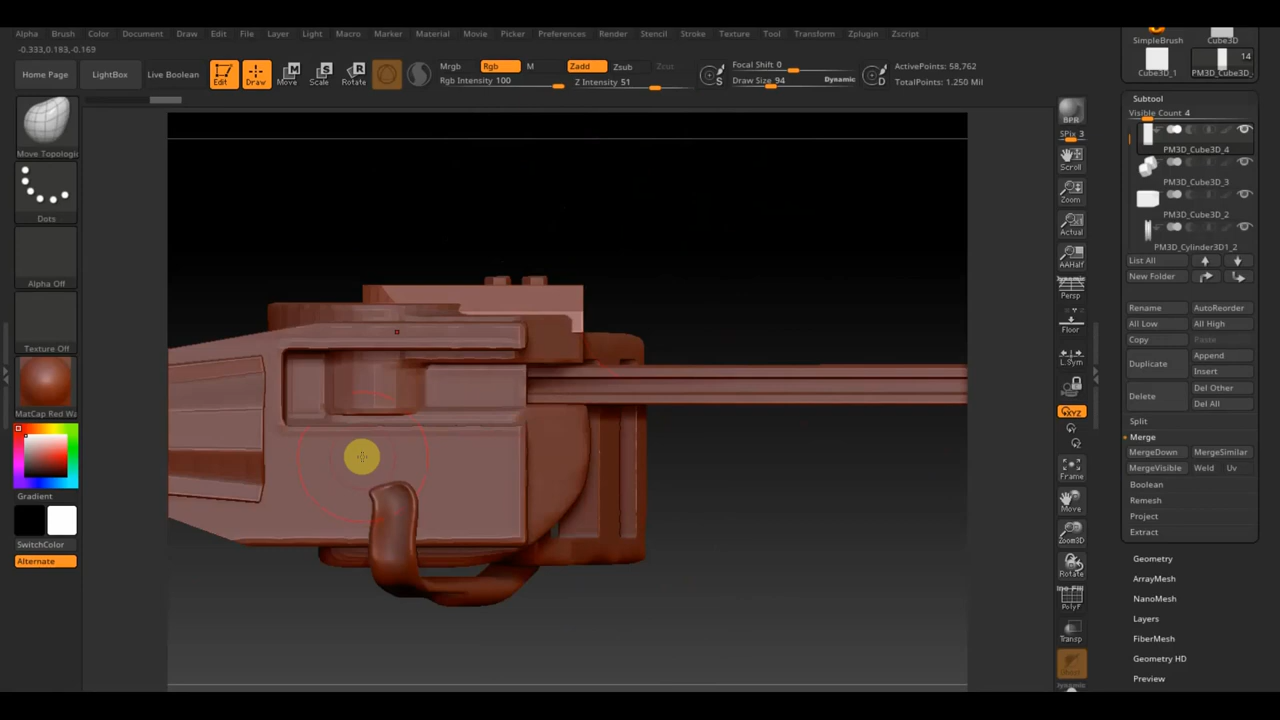 Alpha Brush Color Document Draw Edit File Layer Light Macro Marker Material Movie Picker Preferences Render Stencil Stroke Texture Tool Transform Zplugin Zscript
-0.333,0.193,-0.169
Home Page
LightBox
Live Boolean
Edit
Draw
Move
Scale
Rotate
Mrgb Rgb M
Rgb Intensity 100
Zadd Zsub Zcut
Z Intensity 51
S
Focal Shift 0
Draw Size 94 Dynamic
D
ActivePoints: 58,762
TotalPoints: 1.250 Mil
Move Topologic
Dots
Alpha Off
Texture Off
MatCap Red Wa
Gradient
SwitchColor
Alternate
BPR
SPix 3
Scroll
Zoom
Actual
AAHalf
Dynamic
Persp
Floor
L.Sym
XYZ
Frame
Move
Zoom3D
Rotate
PolyF
Transp
Dynamic
SimpleBrush Cube3D
14
Cube3D_1 PM3D_Cube3D_
Subtool
Visible Count 4
PM3D_Cube3D_4
PM3D_Cube3D_3
PM3D_Cube3D_2
PM3D_Cylinder3D1_2
List All
New Folder
Rename AutoReorder
All Low All High
Copy Paste
Duplicate Append
Insert
Delete Del Other
Del All
Split
Merge
MergeDown MergeSimilar
MergeVisible Weld Uv
Boolean
Remesh
Project
Extract
Geometry
ArrayMesh
NanoMesh
Layers
FiberMesh
Geometry HD
Preview